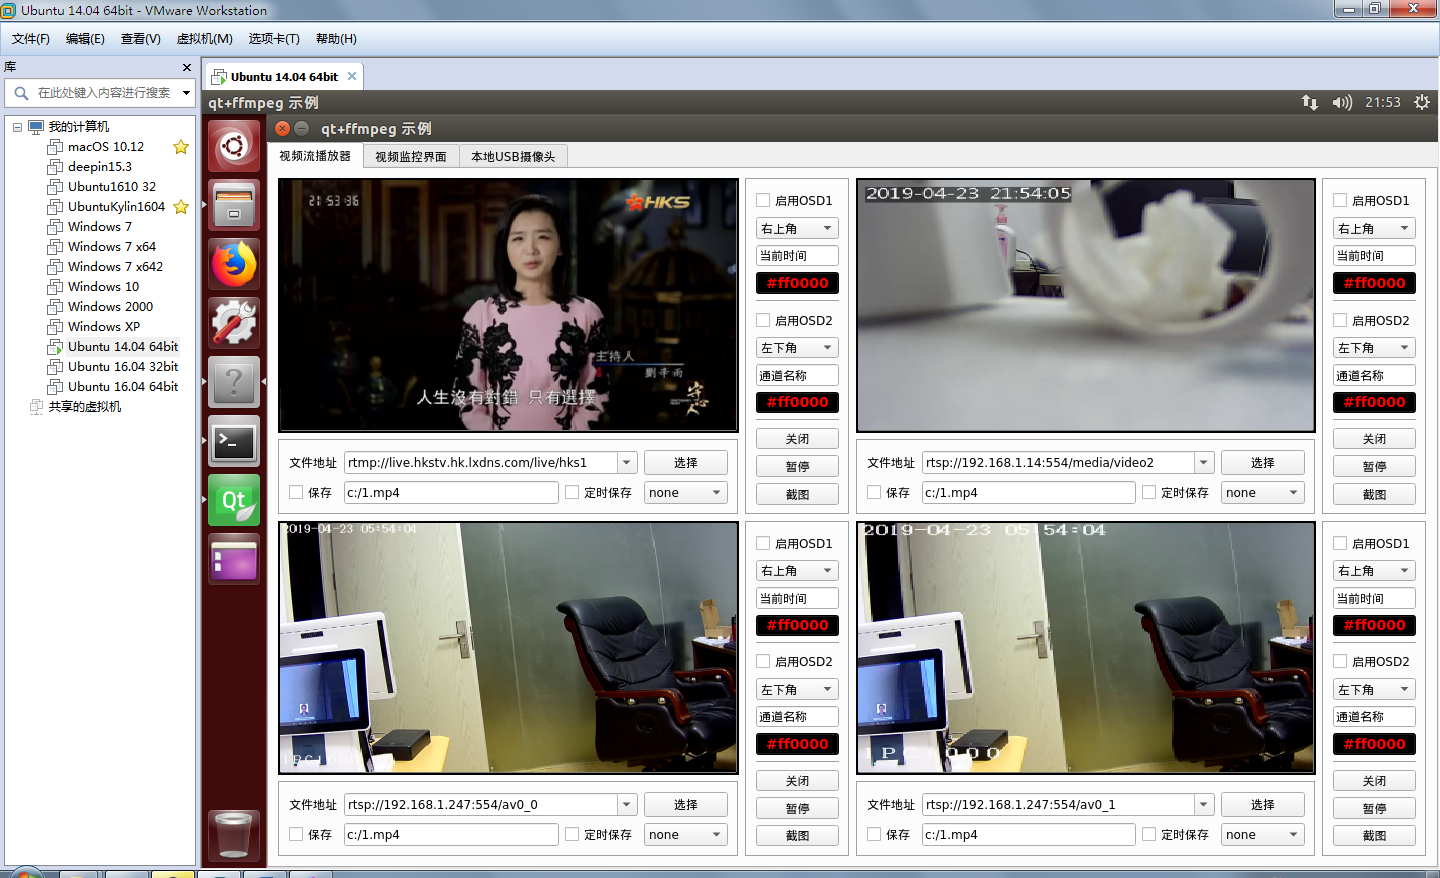 Ubuntu 14.04 64bit - VMware Workstation
文件(F) 编辑(E) 查看(V) 虚拟机(M) 选项卡(T) 帮助(H)
库
在此处键入内容进行搜索
我的计算机
macOS 10.12
deepin15.3
Ubuntu1610 32
UbuntuKylin1604
Windows 7
Windows 7 x64
Windows 7 x642
Windows 10
Windows 2000
Windows XP
Ubuntu 14.04 64bit
Ubuntu 16.04 32bit
Ubuntu 16.04 64bit
共享的虚拟机
Ubuntu 14.04 64bit
qt+ffmpeg 示例
21:53
qt+ffmpeg 示例
视频流播放器 视频监控界面 本地USB摄像头
21:53:36
HKS
主持人
劉幸雨
人生沒有對錯 只有選擇
启用OSD1
右上角
当前时间
#ff0000
启用OSD2
左下角
通道名称
#ff0000
关闭
暂停
截图
文件地址 rtmp://live.hkstv.hk.lxdns.com/live/hks1 选择
保存 c:/1.mp4 定时保存 none
2019-04-23 21:54:05
启用OSD1
右上角
当前时间
#ff0000
启用OSD2
左下角
通道名称
#ff0000
关闭
暂停
截图
文件地址 rtsp://192.168.1.14:554/media/video2 选择
保存 c:/1.mp4 定时保存 none
2019-04-23 05:54:04
IPC1000
启用OSD1
右上角
当前时间
#ff0000
启用OSD2
左下角
通道名称
#ff0000
关闭
暂停
截图
文件地址 rtsp://192.168.1.247:554/av0_0 选择
保存 c:/1.mp4 定时保存 none
2019-04-23 05:54:04
IPC1000
启用OSD1
右上角
当前时间
#ff0000
启用OSD2
左下角
通道名称
#ff0000
关闭
暂停
截图
文件地址 rtsp://192.168.1.247:554/av0_1 选择
保存 c:/1.mp4 定时保存 none
Qt